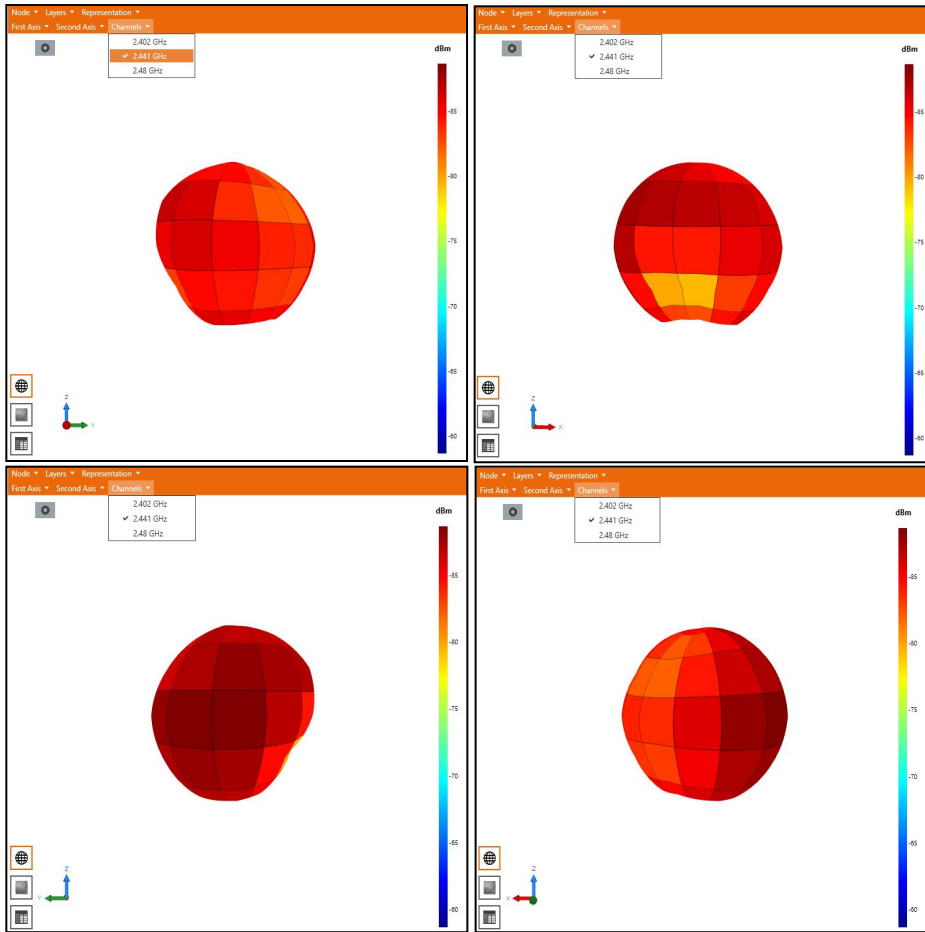 Node Layers Representation
First Axis Second Axis Channels
2.402 GHz
2.441 GHz
2.48 GHz
dBm
-85
-80
-75
-70
-65
-60
Z
Y
Node Layers Representation
First Axis Second Axis Channels
2.402 GHz
2.441 GHz
2.48 GHz
dBm
-85
-80
-75
-70
-65
-60
Z
X
Node Layers Representation
First Axis Second Axis Channels
2.402 GHz
2.441 GHz
2.48 GHz
dBm
-85
-80
-75
-70
-65
-60
Z
Y
Node Layers Representation
First Axis Second Axis Channels
2.402 GHz
2.441 GHz
2.48 GHz
dBm
-85
-80
-75
-70
-65
-60
Z
X